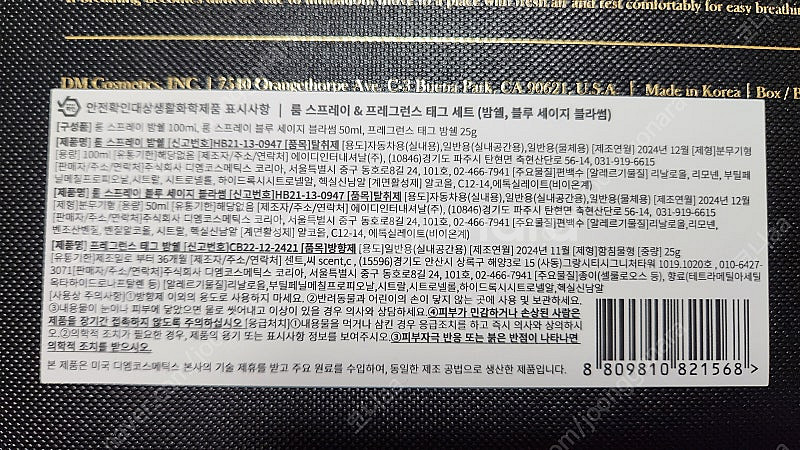 A breathing becomes difficult due to inhalation, move to a place with fresh air and rest comfortably for easy breathin
DM Cosmetics, INC. | 7510 Orangethorpe Ave. C-3 Buena Park, CA 90621, U.S.A. | Made in Korea | Box / B
안전확인대상생활화학제품 표시사항 | 룸 스프레이 & 프레그런스 태그 세트 (밤쉘, 블루 세이지 블라썸)
[구성품] 룸 스프레이 밤쉘 100ml, 룸 스프레이 블루 세이지 블라썸 50ml, 프레그런스 태그 밤쉘 25g
[제품명] 룸 스프레이 밤쉘 [신고번호]HB21-13-0947 [품목]탈취제 [용도]자동차용(실내용),일반용(실내공간용),일반용(물체용) [제조연월] 2024년 12월 [제형]분무기형
[용량] 100ml [유통기한]해당없음 [제조자/주소/연락처] 에이디인터내셔날(주), (10846)경기도 파주시 탄현면 축현산단로 56-14, 031-919-6615
[판매자/주소/연락처]주식회사 디엠코스메틱스 코리아, 서울특별시 중구 동호로8길 24, 101호, 02-466-7941 [주요물질]편백수 [알레르기물질] 리날로올, 리모넨, 부틸페
닐메틸프로피오날, 시트랄, 시트로넬롤, 하이드록시시트로넬알, 헥실신남알 [계면활성제] 알코올, C12-14,에톡실레이트(비이온계)
[제품명] 룸 스프레이 블루 세이지 블라썸 [신고번호]HB21-13-0947 [품목]탈취제 [용도]자동차용(실내용),일반용(실내공간용),일반용(물체용) [제조연월] 2024년 12월
[제형]분무기형 [용량] 50ml [유통기한]해당없음 [제조자/주소/연락처] 에이디인터내셔날(주), (10846)경기도 파주시 탄현면 축현산단로 56-14, 031-919-6615
[판매자/주소/연락처]주식회사 디엠코스메틱스 코리아, 서울특별시 중구 동호로8길 24, 101호, 02-466-7941 [주요물질]편백수 [알레르기물질]리날로올,리모넨,
벤조산벤질, 벤질알코올, 시트랄, 헥실신남알 [계면활성제] 알코올, C12-14, 에톡실레이트(비이온계)
[제품명] 프레그런스 태그 밤쉘 [신고번호]CB22-12-2421 [품목]방향제 [용도]일반용(실내공간용) [제조연월] 2024년 11월 [제형]함침물형 [중량] 25g
[유통기한]제조일로 부터 36개월 [제조자/주소/연락처] 센트,씨 scent,c , (15596)경기도 안산시 상록구 해양3로 15 (사동)그랑시티시그니처타워 1019.1020호 , 010-6427-
3071[판매자/주소/연락처]주식회사 디엠코스메틱스 코리아, 서울특별시 중구 동호로8길 24, 101호, 02-466-7941 [주요물질]종이(셀룰로오스 등), 향료(테트라메틸아세틸
옥타하이드로나프탈렌 등) [알레르기물질]리날로올,부틸페닐메틸프로피오날,시트랄,시트로넬롤,하이드록시시트로넬알,헥실신남알
[사용상 주의사항] ①방향제 이외의 용도로 사용하지 마세요. ②반려동물과 어린이의 손이 닿지 않는 곳에 사용 및 보관하세요.
③내용물이 눈이나 피부에 닿았으면 물로 씻어내고 이상이 있을 경우 의사와 상담하세요.④피부가 민감하거나 손상된 사람은
제품을 장기간 접촉하지 않도록 주의하십시오 [응급처치]①내용물을 먹거나 삼킨 경우 응급조치를 하고 즉시 의사와 상의하시
오.②의학적 조치가 필요한 경우, 제품의 용기 또는 표시사항 정보를 보여주시오.③피부자극 반응 또는 붉은 반점이 나타나면
의학적 조치를 받으시오.
본 제품은 미국 디엠코스메틱스 본사의 기술 제휴를 받고 주요 원료를 수입하여, 동일한 제조 공법으로 생산한 제품입니다.
8 809810 821568 >